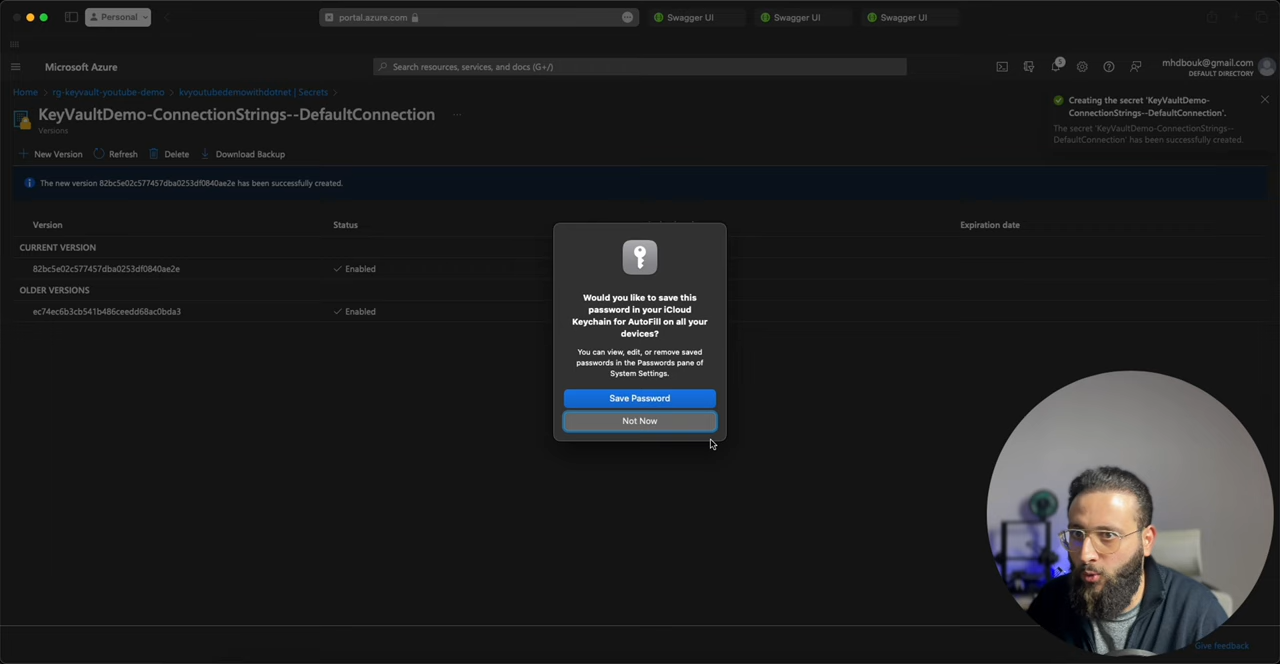 Personal
portal.azure.com
Swagger UI
Swagger UI
Swagger UI
Microsoft Azure
Search resources, services, and docs (G+/)
5
mhdbouk@gmail.com
DEFAULT DIRECTORY
Home > rg-keyvault-youtube-demo > kvyoutubedemowithdotnet | Secrets >
KeyVaultDemo-ConnectionStrings--DefaultConnection ...
Versions
New Version
Refresh
Delete
Download Backup
Creating the secret 'KeyVaultDemo-
ConnectionStrings--DefaultConnection'.
The secret 'KeyVaultDemo-ConnectionStrings--
DefaultConnection' has been successfully created.
The new version 82bc5e02c577457dba0253df0840ae2e has been successfully created.
Version
Status
Expiration date
CURRENT VERSION
82bc5e02c577457dba0253df0840ae2e
Enabled
OLDER VERSIONS
ec74ec6b3cb541b486ceedd68ac0bda3
Enabled
Would you like to save this
password in your iCloud
Keychain for AutoFill on all your
devices?
You can view, edit, or remove saved
passwords in the Passwords pane of
System Settings.
Save Password
Not Now
Give feedback